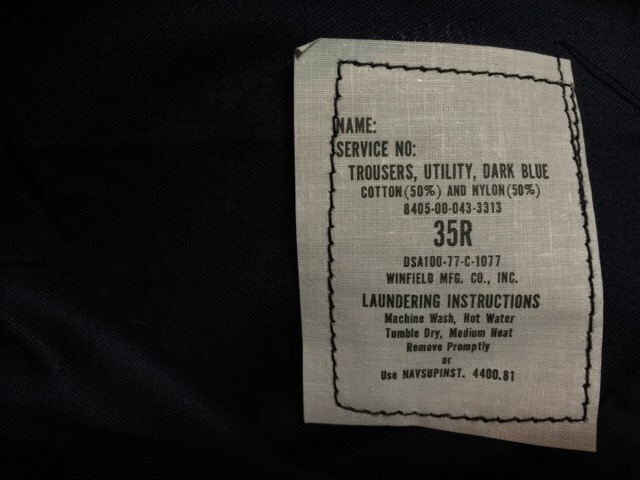 NAME:
SERVICE NO:
TROUSERS, UTILITY, DARK BLUE
COTTON (50%) AND NYLON (50%)
8405-00-043-3313
35R
DSA100-77-C-1077
WINFIELD MFG. CO., INC.
LAUNDERING INSTRUCTIONS
Machine Wash, Hot Water
Tumble Dry, Medium Heat
Remove Promptly
or
Use NAVSUPINST. 4400.81